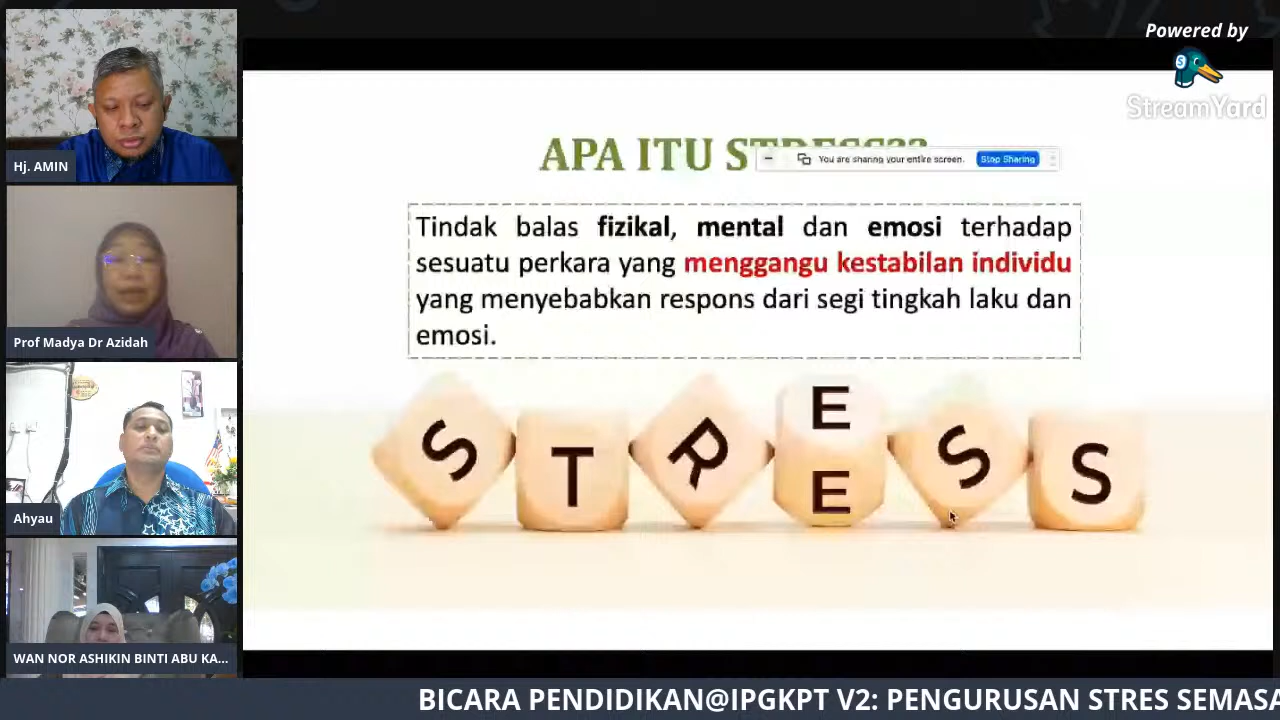 Powered by
StreamYard
APA ITU STRESS??
You are sharing your entire screen.
Stop Sharing
Tindak balas fizikal, mental dan emosi terhadap
sesuatu perkara yang menggangu kestabilan individu
yang menyebabkan respons dari segi tingkah laku dan
emosi.
E
S T R E S S
Hj. AMIN
Prof Madya Dr Azidah
Ahyau
WAN NOR ASHIKIN BINTI ABU KA...
BICARA PENDIDIKAN@IPGKPT V2: PENGURUSAN STRES SEMASA